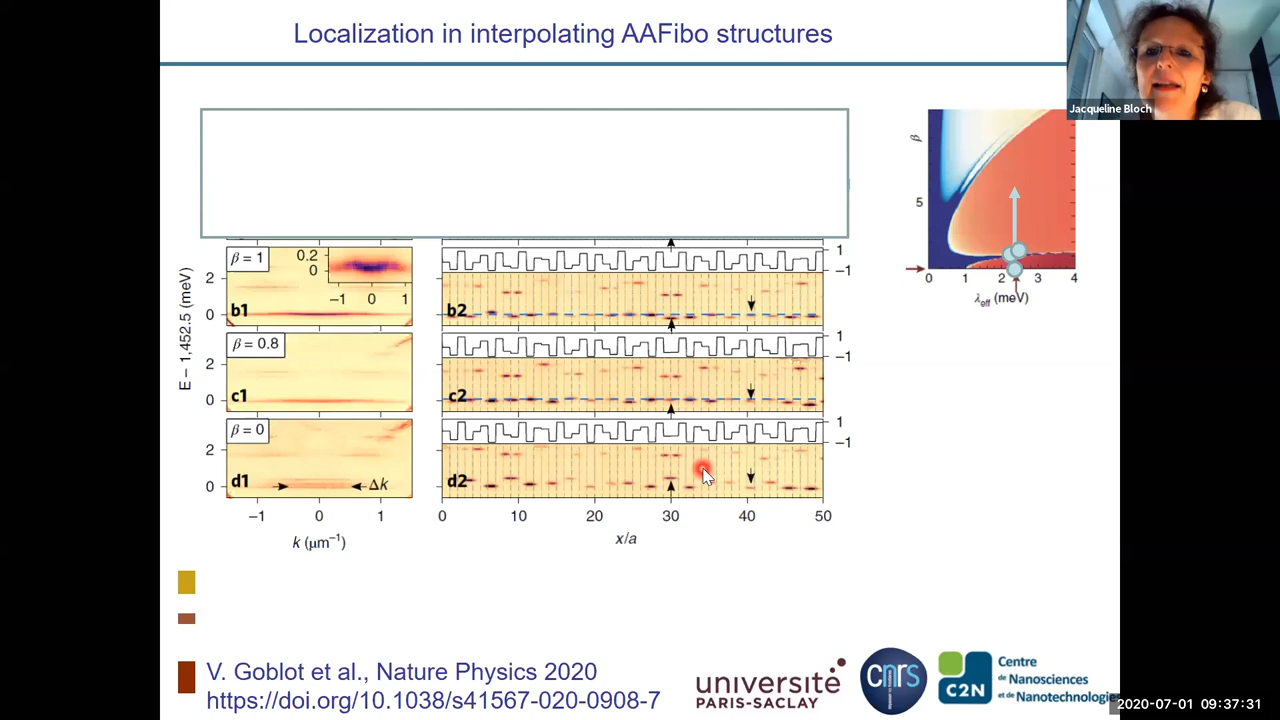 Localization in interpolating AAFibo structures
Jacqueline Bloch
β
5
0 1 2 3 4
λeff (meV)
E – 1,452.5 (meV)
β = 1
0.2
0
−1 0 1
2
0
b1
b2
1
−1
β = 0.8
2
0
c1
c2
1
−1
β = 0
2
0
d1
Δk
d2
1
−1
−1 0 1
k (μm⁻¹)
0 10 20 30 40 50
x/a
V. Goblot et al., Nature Physics 2020
https://doi.org/10.1038/s41567-020-0908-7
université
PARIS-SACLAY
cnrs
C2N
Centre
de Nanosciences
et de Nanotechnologies
2020-07-01 09:37:31